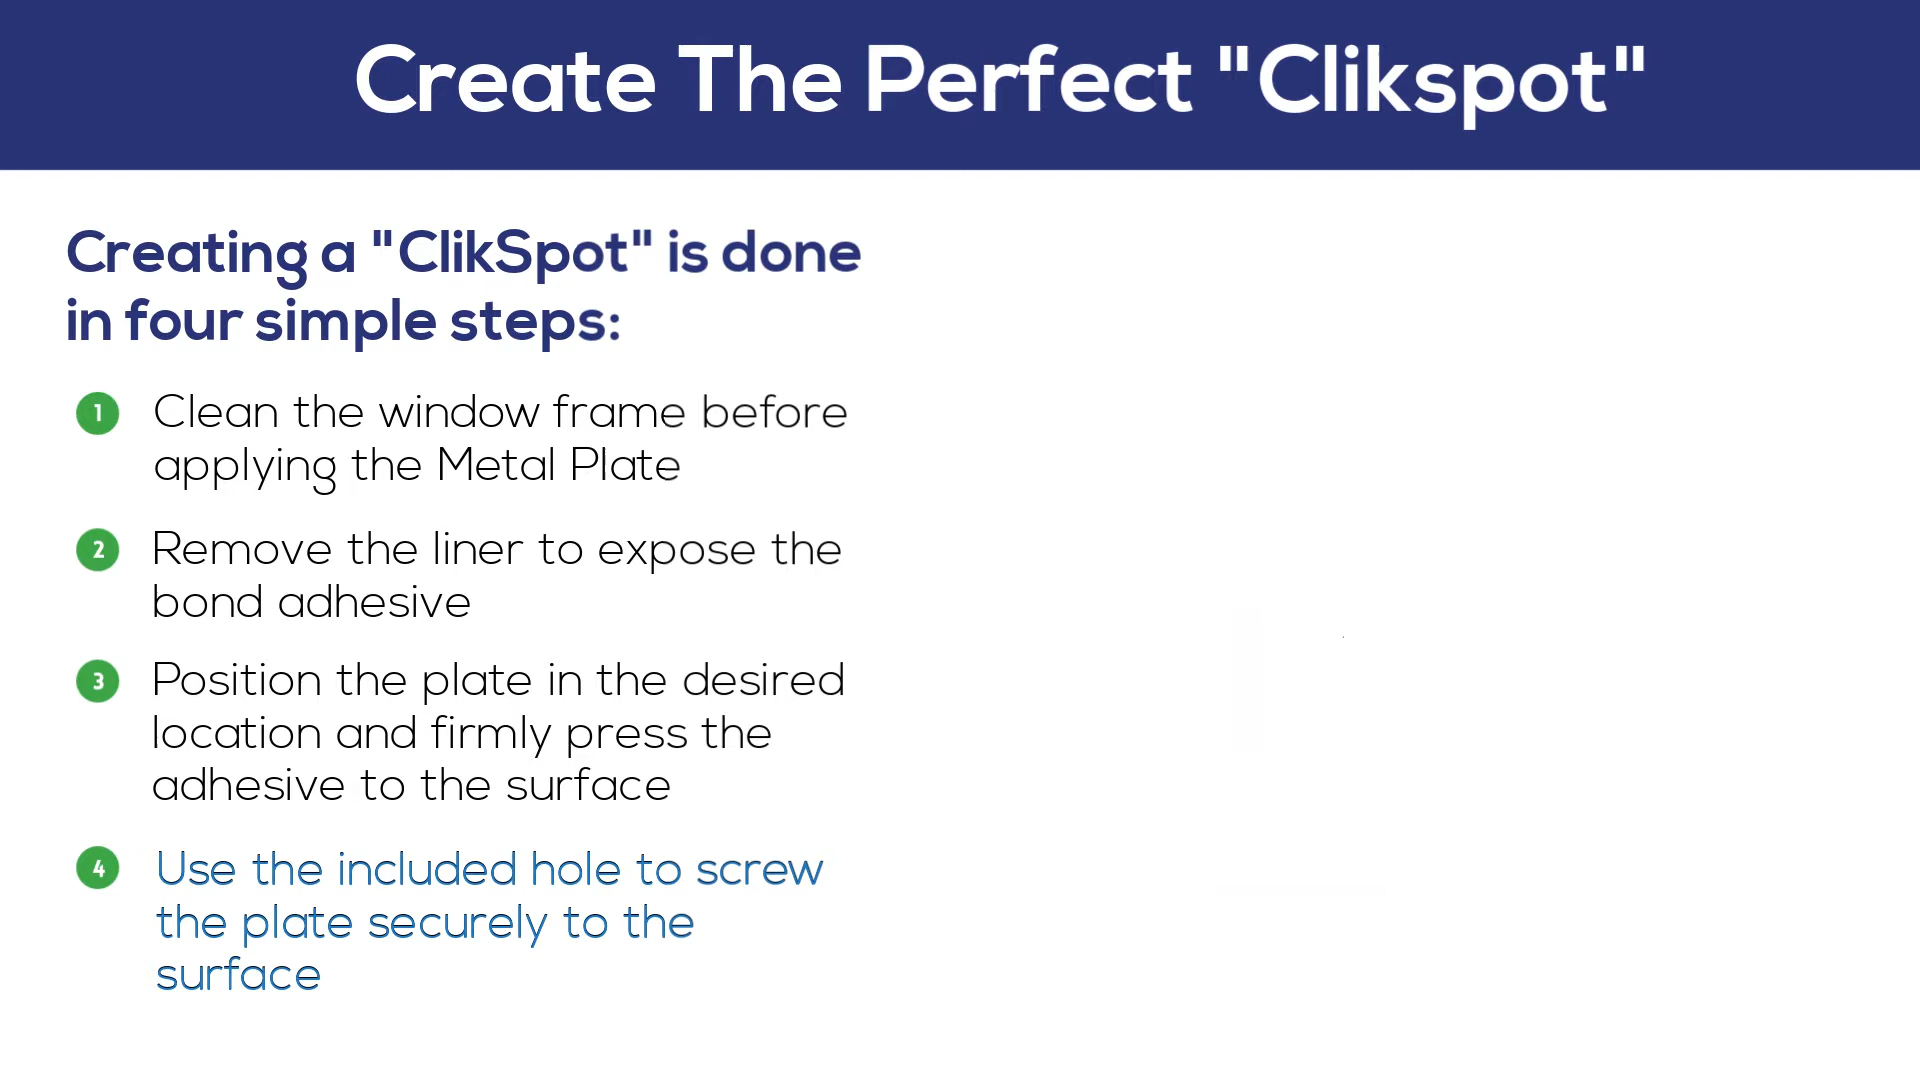 Create The Perfect "Clikspot"
Creating a "ClikSpot" is done
in four simple steps:
1 Clean the window frame before
applying the Metal Plate
2 Remove the liner to expose the
bond adhesive
3 Position the plate in the desired
location and firmly press the
adhesive to the surface
4 Use the included hole to screw
the plate securely to the
surface